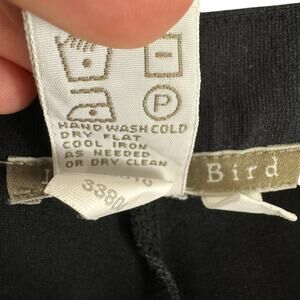 P
HAND WASH COLD
DRY FLAT
COOL IRON
AS NEEDED
OR DRY CLEAN
Bird